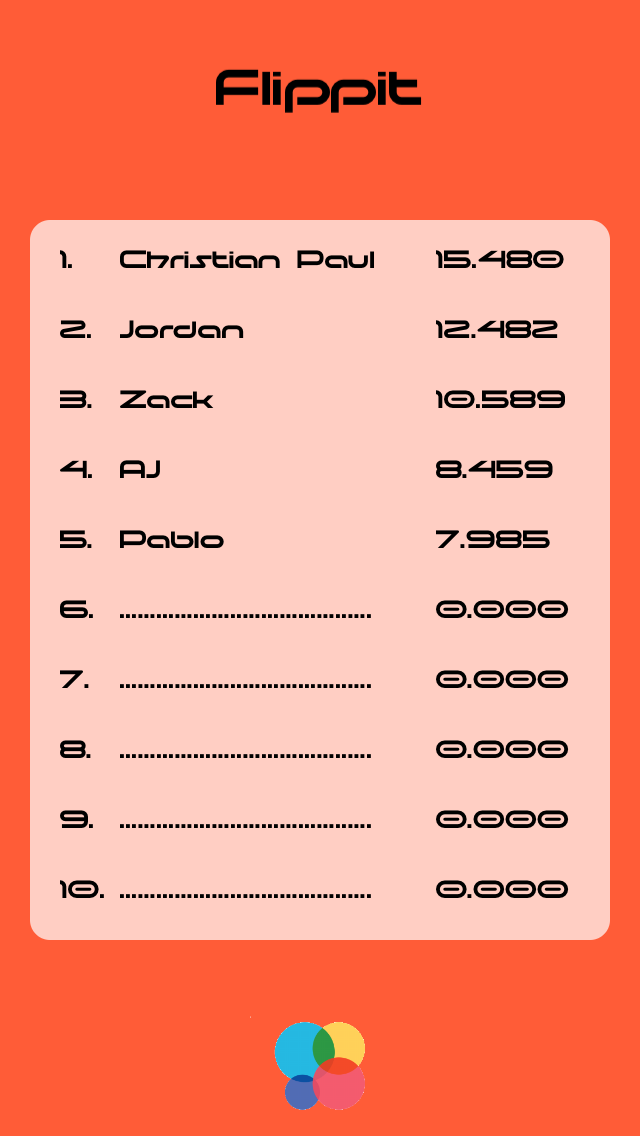 Flippit
1. Christian Paul 15.480
2. Jordan 12.482
3. Zack 10.589
4. AJ 8.459
5. Pablo 7.985
6. .......................................... 0.000
7. .......................................... 0.000
8. .......................................... 0.000
9. .......................................... 0.000
10. .......................................... 0.000